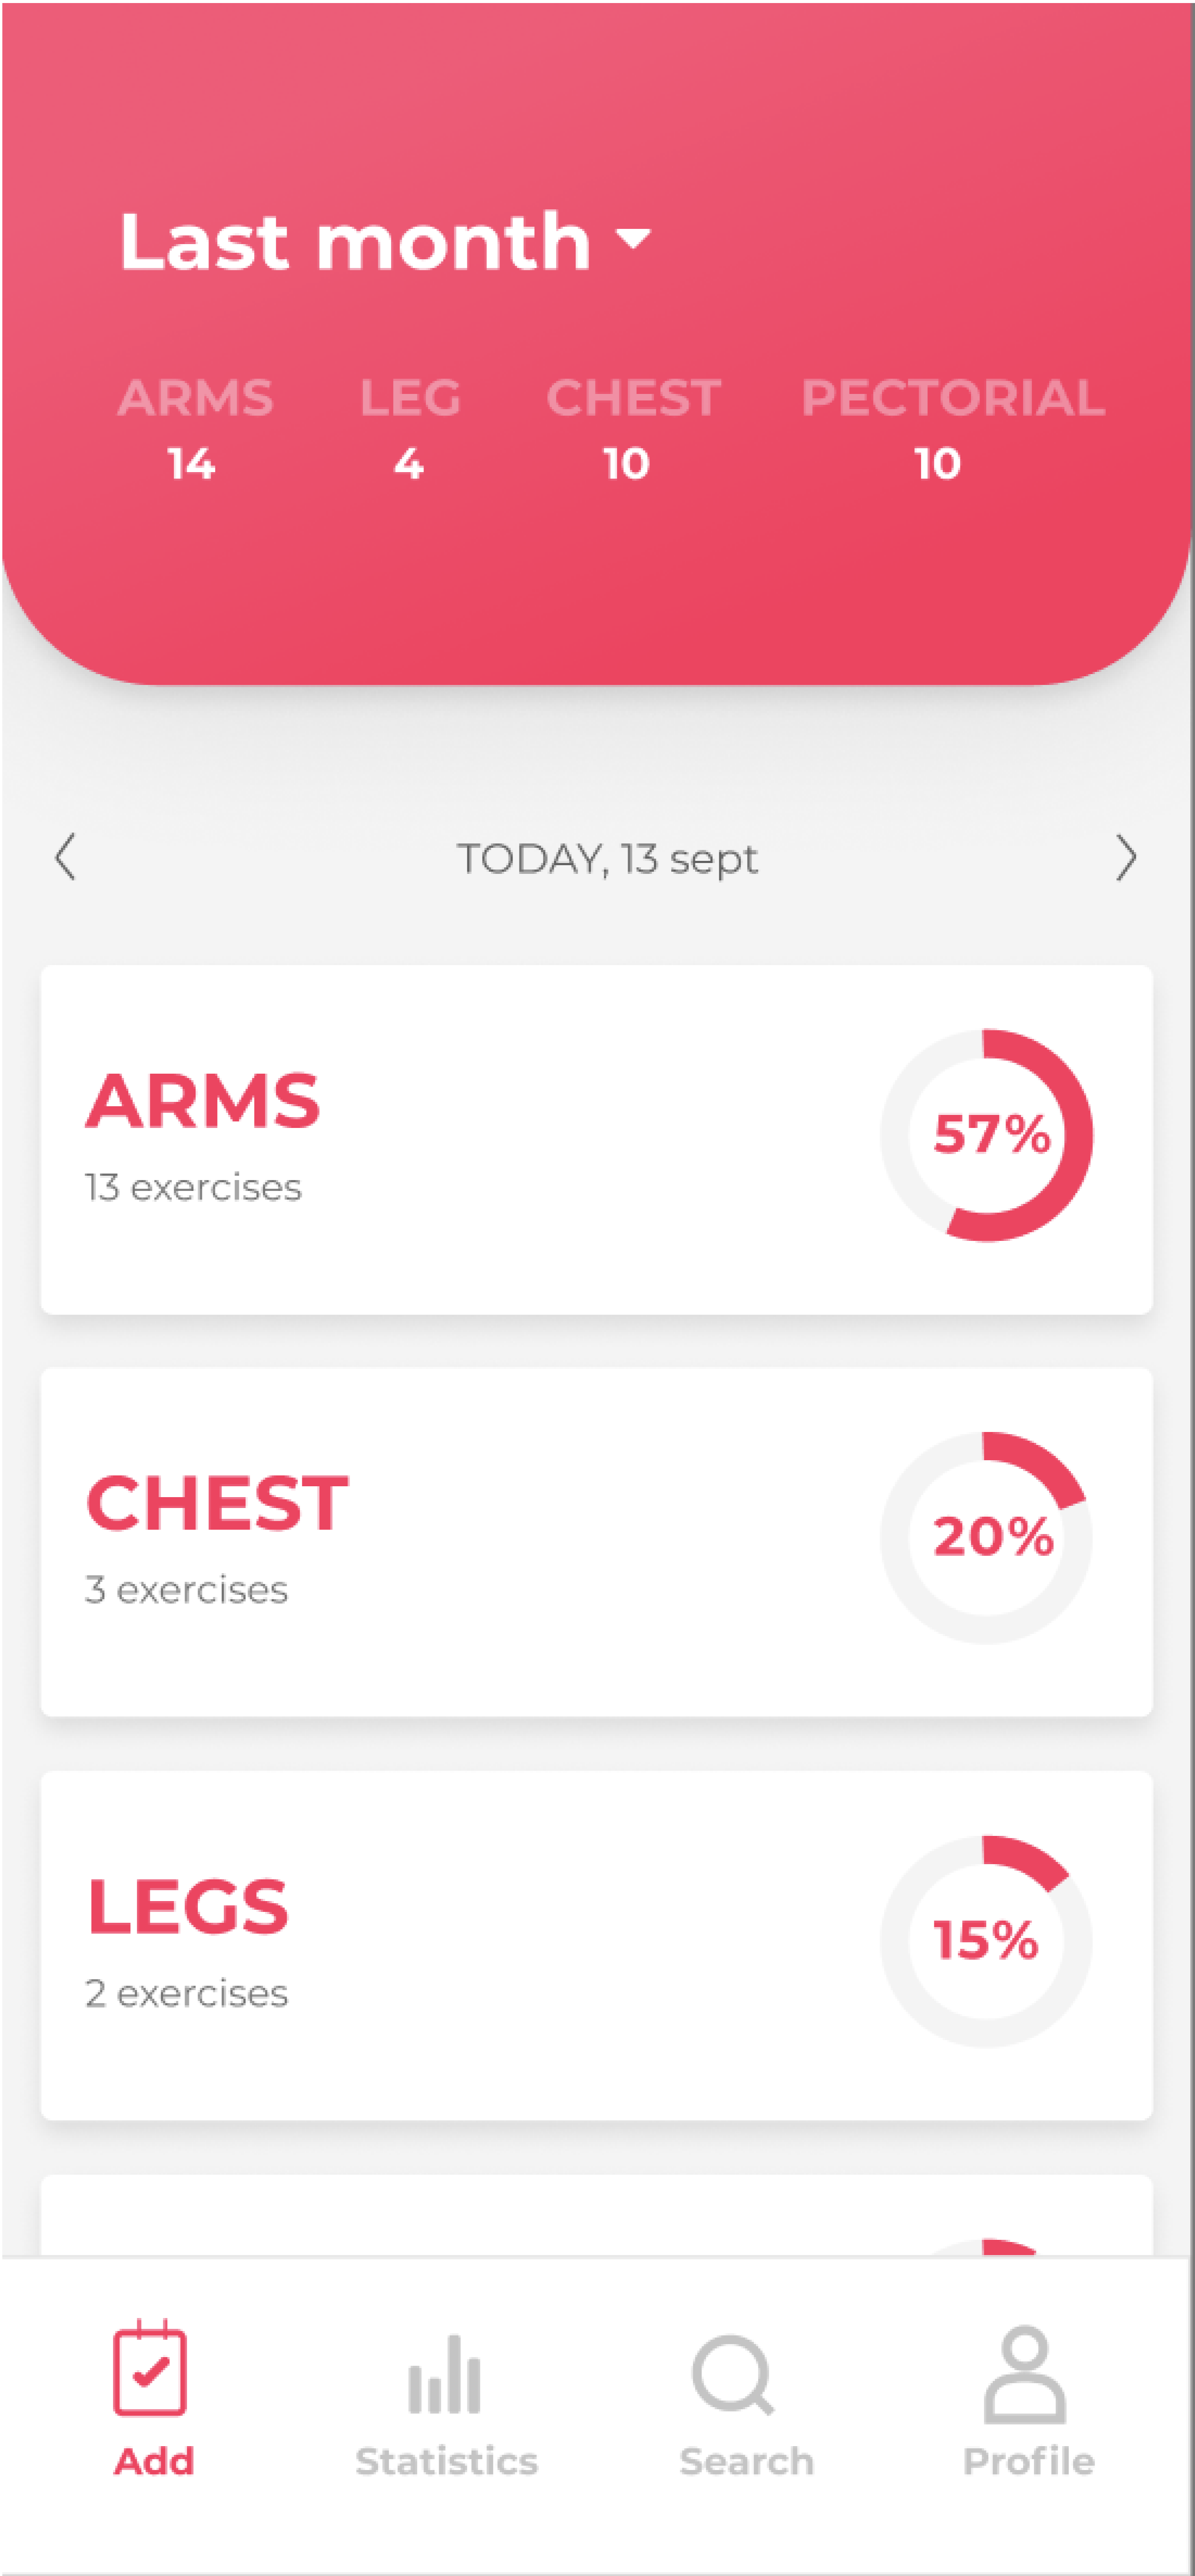 Last month
ARMS LEG CHEST PECTORIAL
14 4 10 10
TODAY, 13 sept
ARMS
13 exercises
57%
CHEST
3 exercises
20%
LEGS
2 exercises
15%
Add Statistics Search Profile